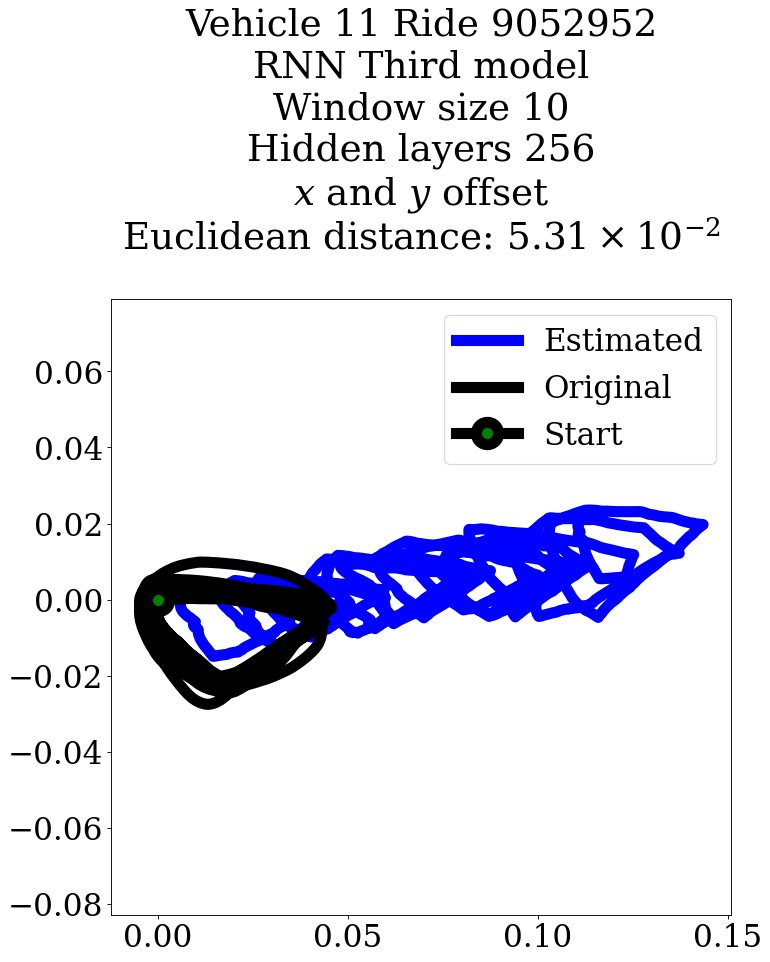 Vehicle 11 Ride 9052952
RNN Third model
Window size 10
Hidden layers 256
x and y offset
Euclidean distance: 5.31 × 10⁻²
Estimated
Original
Start
0.06
0.04
0.02
0.00
−0.02
−0.04
−0.06
−0.08
0.00 0.05 0.10 0.15